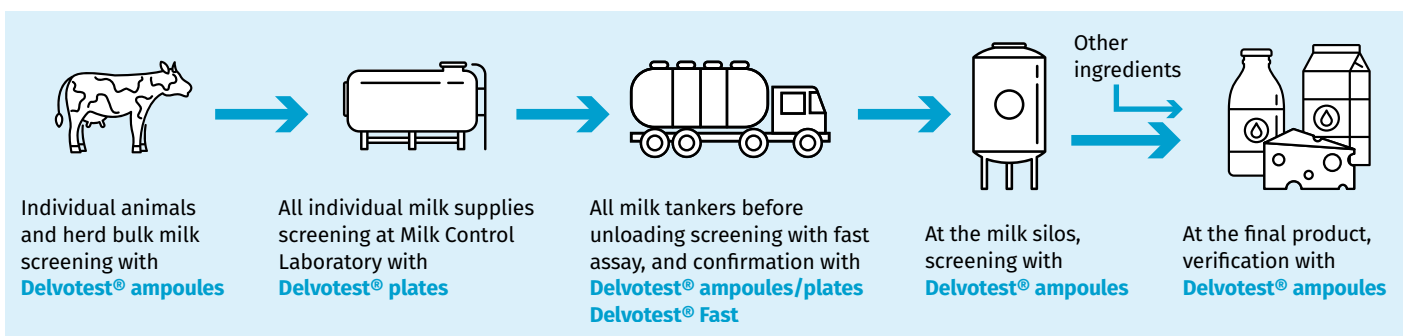 Other
ingredients
Individual animals
and herd bulk milk
screening with
Delvotest® ampoules
All individual milk supplies
screening at Milk Control
Laboratory with
Delvotest® plates
All milk tankers before
unloading screening with fast
assay, and confirmation with
Delvotest® ampoules/plates
Delvotest® Fast
At the milk silos,
screening with
Delvotest® ampoules
At the final product,
verification with
Delvotest® ampoules